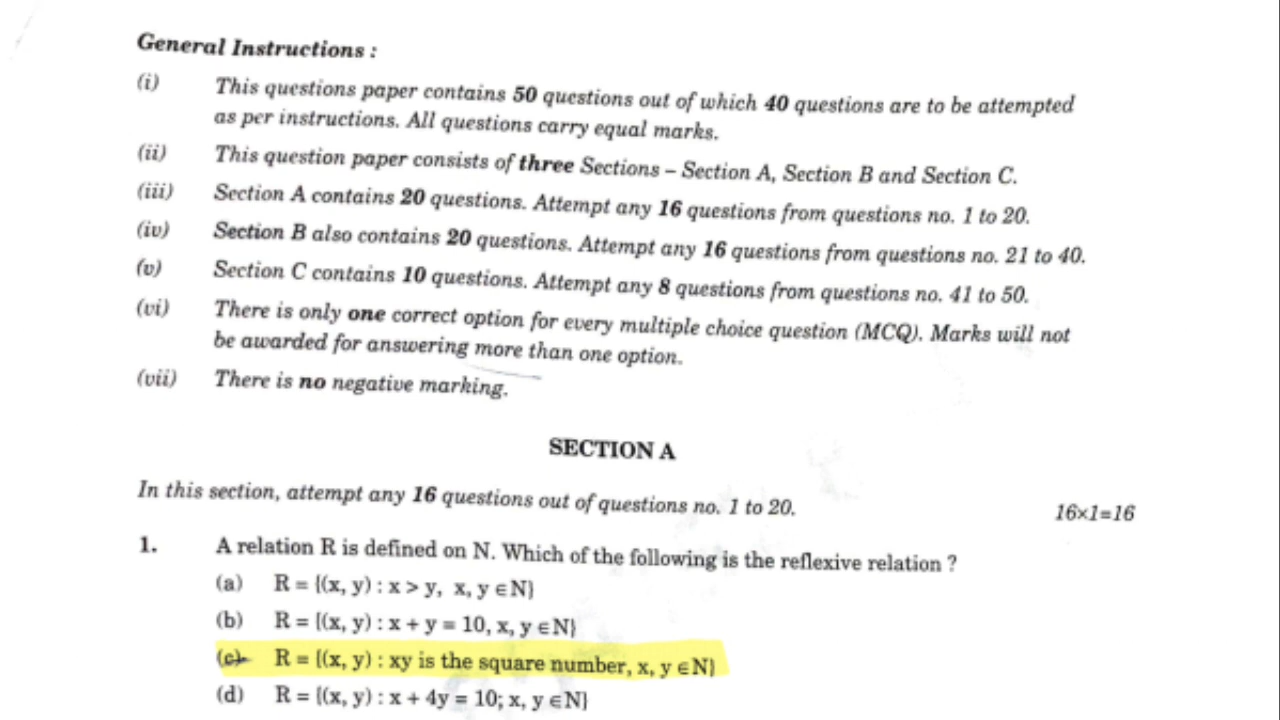 General Instructions :
(i) This questions paper contains 50 questions out of which 40 questions are to be attempted
as per instructions. All questions carry equal marks.
(ii) This question paper consists of three Sections – Section A, Section B and Section C.
(iii) Section A contains 20 questions. Attempt any 16 questions from questions no. 1 to 20.
(iv) Section B also contains 20 questions. Attempt any 16 questions from questions no. 21 to 40.
(v) Section C contains 10 questions. Attempt any 8 questions from questions no. 41 to 50.
(vi) There is only one correct option for every multiple choice question (MCQ). Marks will not
be awarded for answering more than one option.
(vii) There is no negative marking.
SECTION A
In this section, attempt any 16 questions out of questions no. 1 to 20. 16×1=16
1. A relation R is defined on N. Which of the following is the reflexive relation ?
(a) R = {(x, y) : x > y, x, y ∈ N}
(b) R = {(x, y) : x + y = 10, x, y ∈ N}
(c) R = {(x, y) : xy is the square number, x, y ∈ N}
(d) R = {(x, y) : x + 4y = 10; x, y ∈ N}